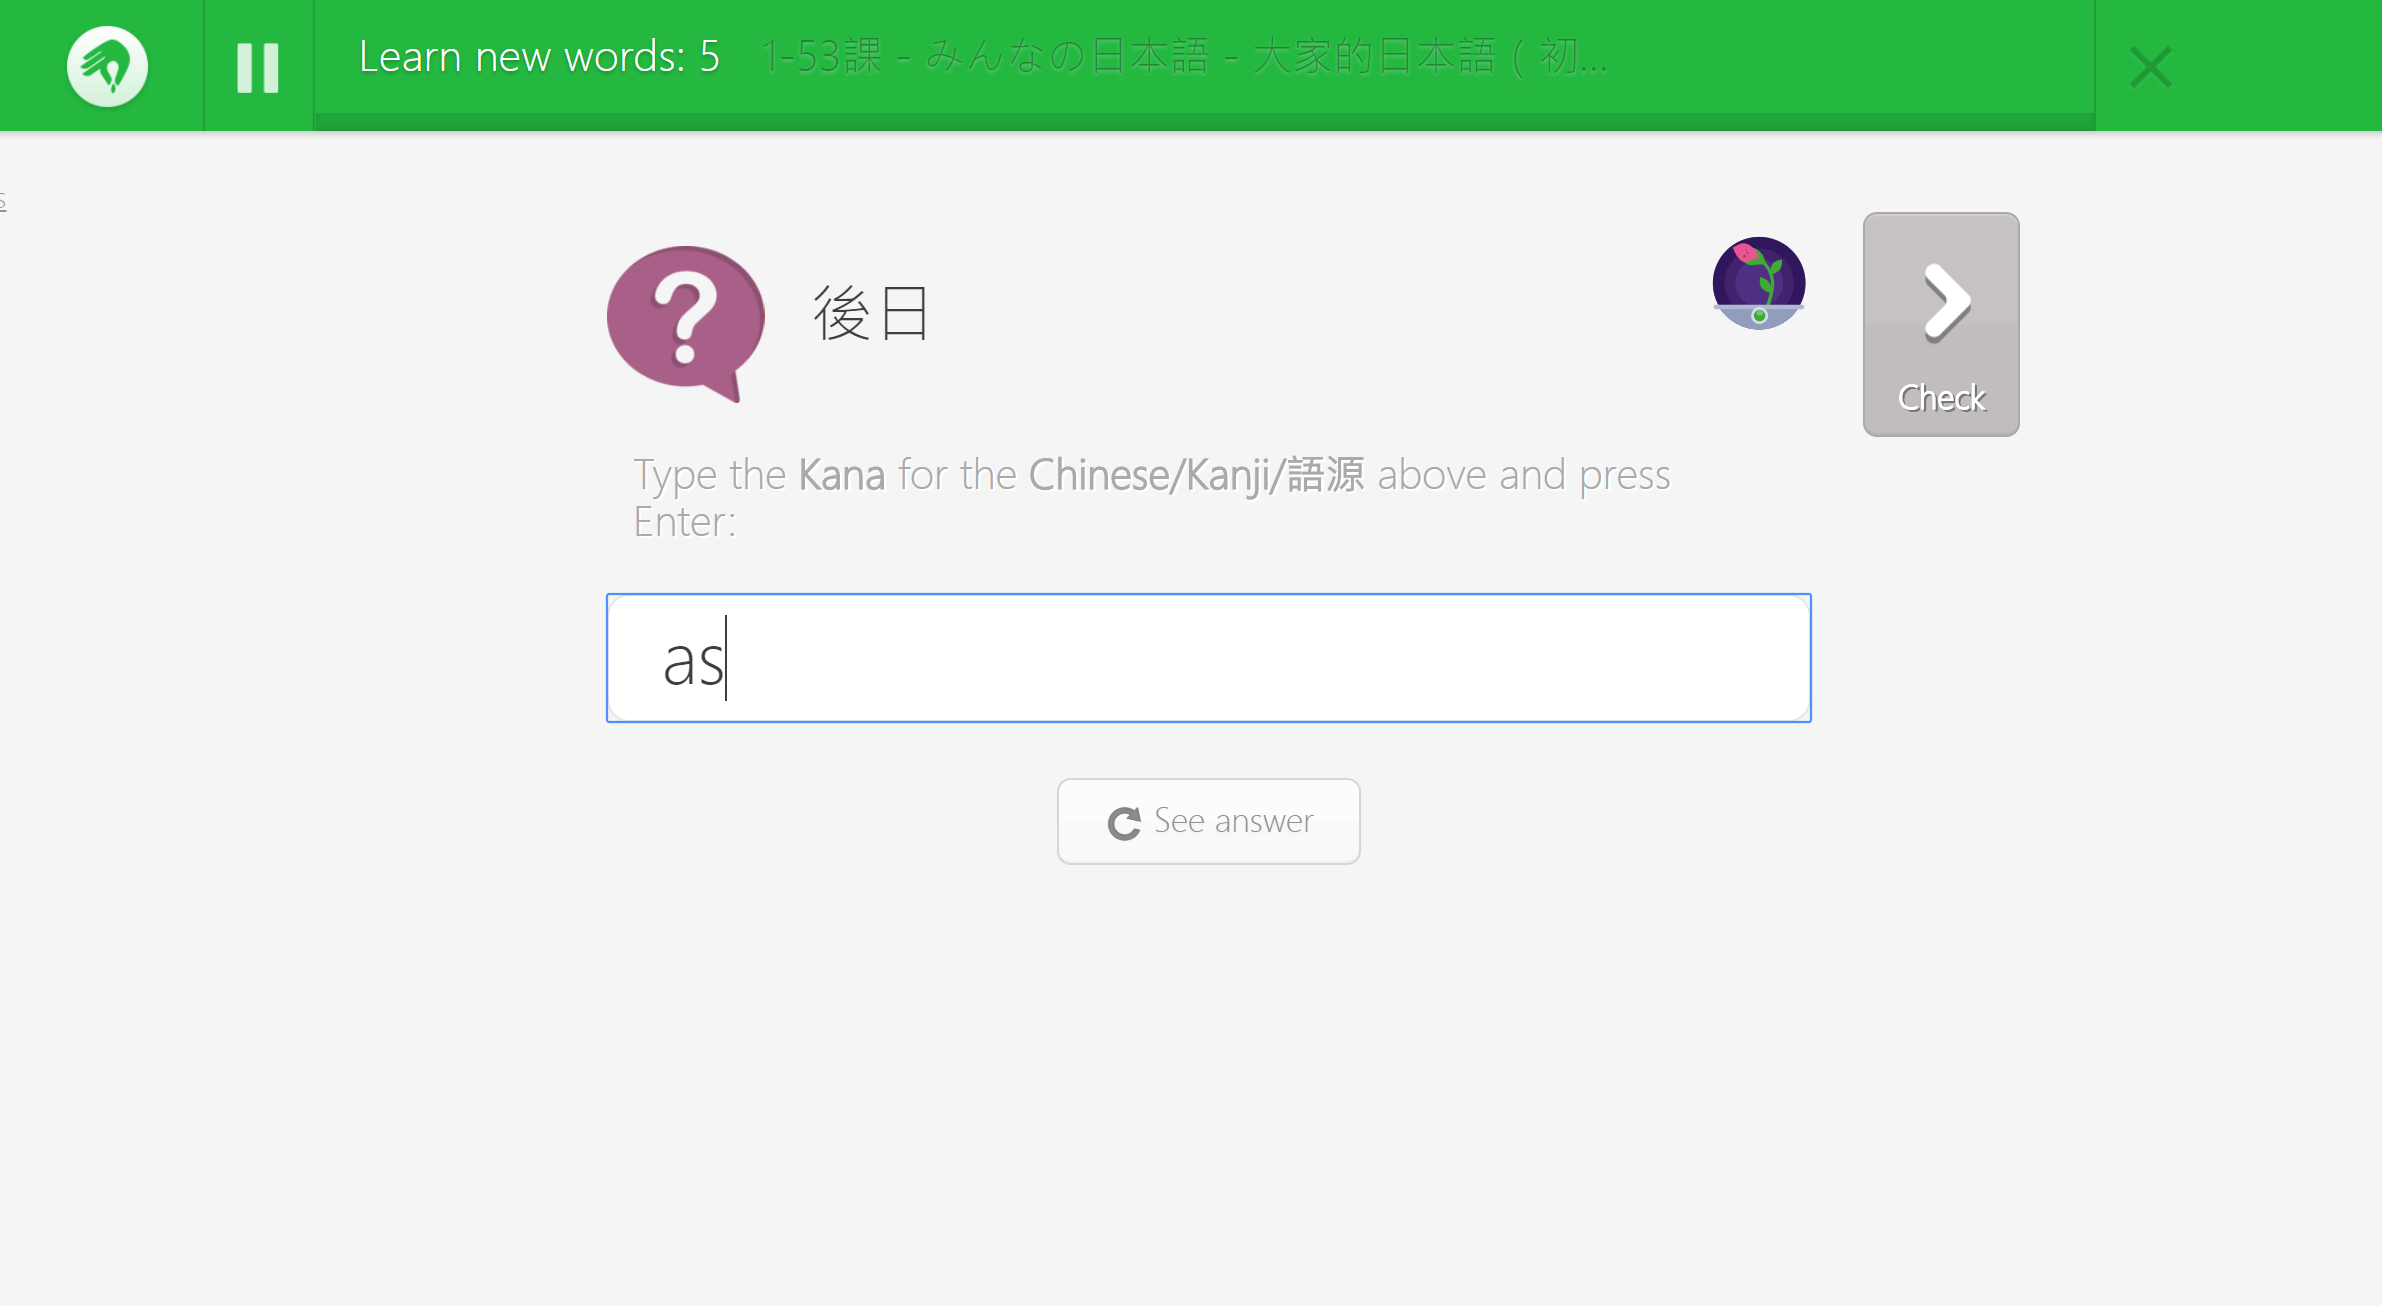 Learn new words: 5 1-53課 - みんなの日本語 - 大家的日本語 ( 初...
s
後日
Check
Type the Kana for the Chinese/Kanji/語源 above and press
Enter:
as
See answer